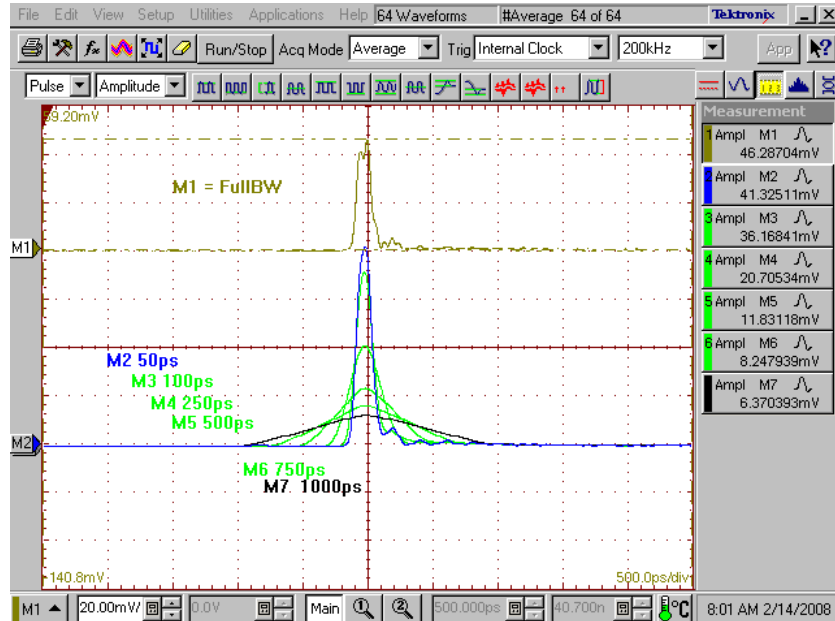 File Edit View Setup Utilities Applications Help 64 Waveforms #Average 64 of 64 Tektronix
Run/Stop Acq Mode Average Trig Internal Clock 200kHz App
Pulse Amplitude
59.20mV
M1 = FullBW
M1
M2 50ps
M3 100ps
M4 250ps
M5 500ps
M2
M6 750ps
M7 1000ps
-140.8mV
500.0ps/div
Measurement
1 Ampl M1
46.28704mV
2 Ampl M2
41.32511mV
3 Ampl M3
36.16841mV
4 Ampl M4
20.70534mV
5 Ampl M5
11.83118mV
6 Ampl M6
8.247939mV
7 Ampl M7
6.370393mV
M1 20.00mV/ 0.0V Main 1 2 500.000ps 40.700n °C 8:01 AM 2/14/2008